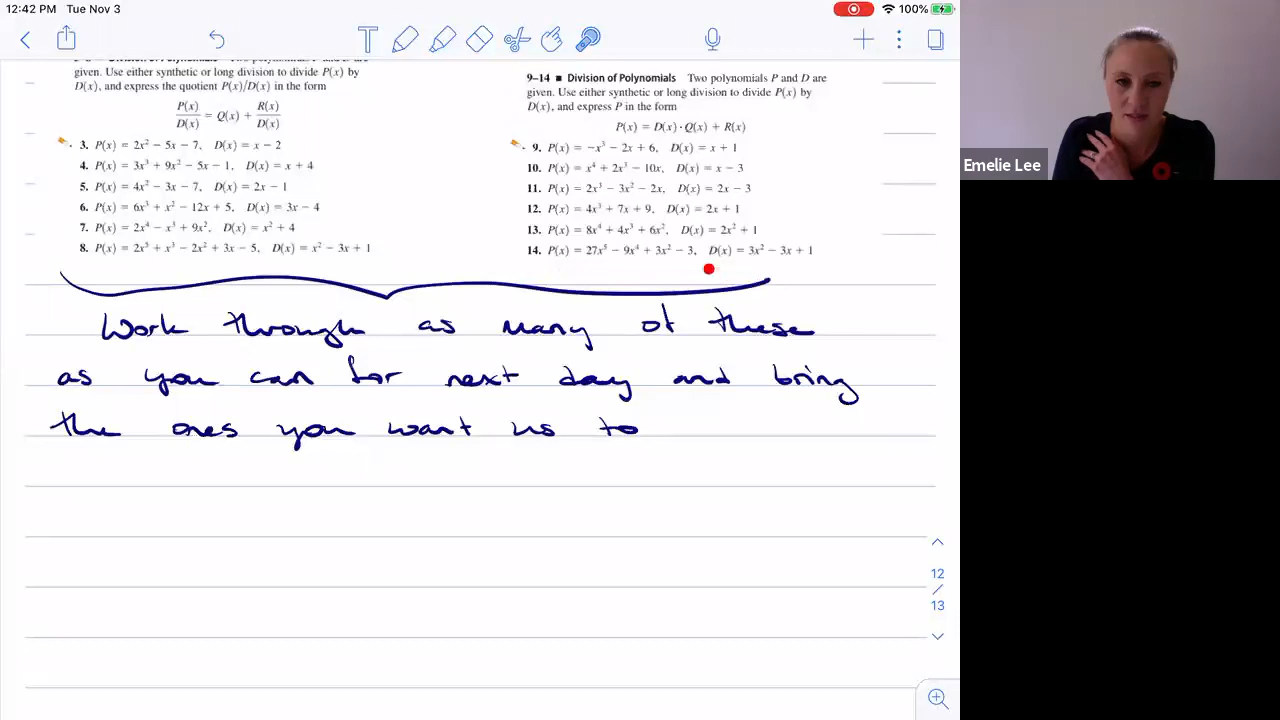 12:42 PM Tue Nov 3
100%
given. Use either synthetic or long division to divide P(x) by
D(x), and express the quotient P(x)/D(x) in the form
P(x)/D(x) = Q(x) + R(x)/D(x)
3. P(x) = 2x² − 5x − 7, D(x) = x − 2
4. P(x) = 3x³ + 9x² − 5x − 1, D(x) = x + 4
5. P(x) = 4x² − 3x − 7, D(x) = 2x − 1
6. P(x) = 6x³ + x² − 12x + 5, D(x) = 3x − 4
7. P(x) = 2x⁴ − x³ + 9x², D(x) = x² + 4
8. P(x) = 2x⁵ + x³ − 2x² + 3x − 5, D(x) = x² − 3x + 1
9–14 ■ Division of Polynomials Two polynomials P and D are
given. Use either synthetic or long division to divide P(x) by
D(x), and express P in the form
P(x) = D(x) · Q(x) + R(x)
9. P(x) = −x³ − 2x + 6, D(x) = x + 1
10. P(x) = x⁴ + 2x³ − 10x, D(x) = x − 3
11. P(x) = 2x³ − 3x² − 2x, D(x) = 2x − 3
12. P(x) = 4x³ + 7x + 9, D(x) = 2x + 1
13. P(x) = 8x⁴ + 4x³ + 6x², D(x) = 2x² + 1
14. P(x) = 27x⁵ − 9x⁴ + 3x² − 3, D(x) = 3x² − 3x + 1
Work through as many of these
as you can for next day and bring
the ones you want us to
12
/
13
Emelie Lee